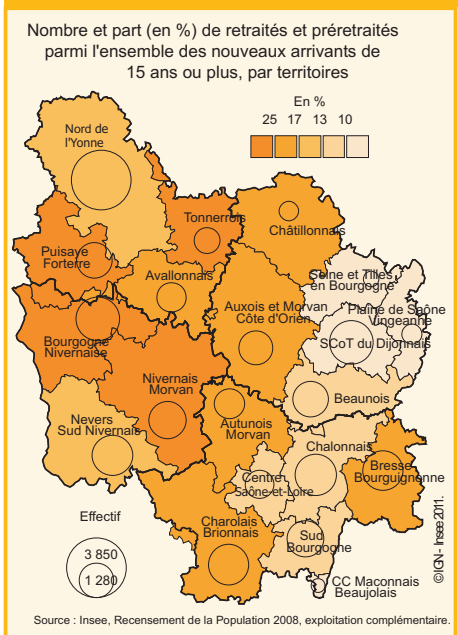 Nombre et part (en %) de retraités et préretraités
parmi l'ensemble des nouveaux arrivants de
15 ans ou plus, par territoires
En %
25 17 13 10
Nord de
l'Yonne
Tonnerrois
Châtillonnais
Puisaye
Forterre
Avallonnais
Seine et Tilles
en Bourgogne
Auxois et Morvan
Côte d'Orien
Plaine de Saône
Vingeanne
SCoT du Dijonnais
Bourgogne
Nivernaise
Nivernais
Morvan
Beaunois
Nevers
Sud Nivernais
Autunois
Morvan
Chalonnais
Bresse
Bourguignonne
Centre
Saône-et-Loire
Charolais
Brionnais
Sud
Bourgogne
CC Maconnais
Beaujolais
Effectif
3 850
1 280
©IGN - Insee 2011.
Source : Insee, Recensement de la Population 2008, exploitation complémentaire.